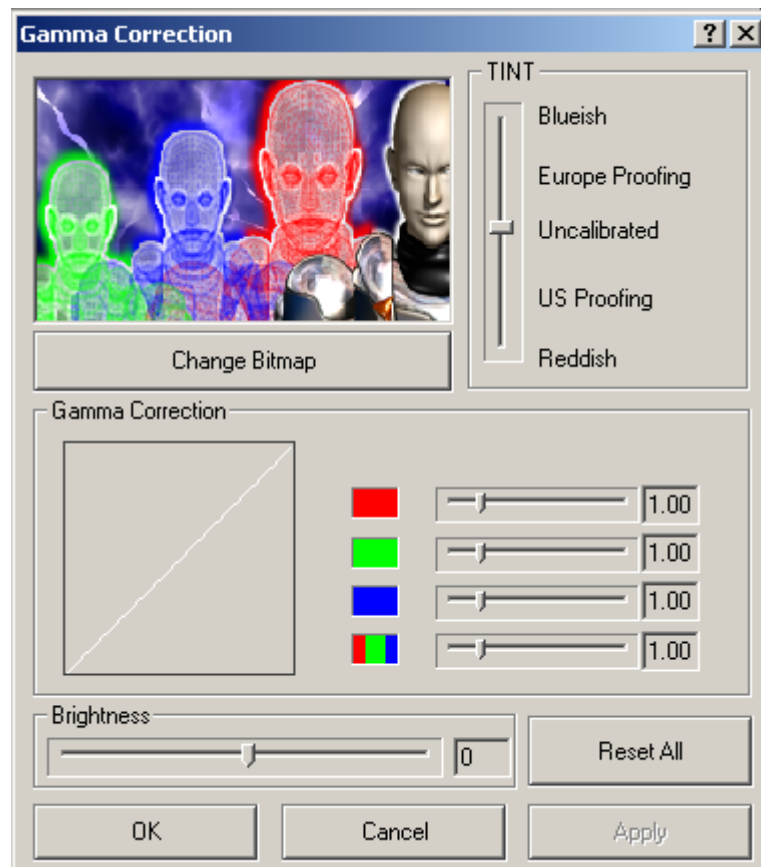 Gamma Correction
TINT
Blueish
Europe Proofing
Uncalibrated
US Proofing
Reddish
Change Bitmap
Gamma Correction
1.00
1.00
1.00
1.00
Brightness
0
Reset All
OK
Cancel
Apply